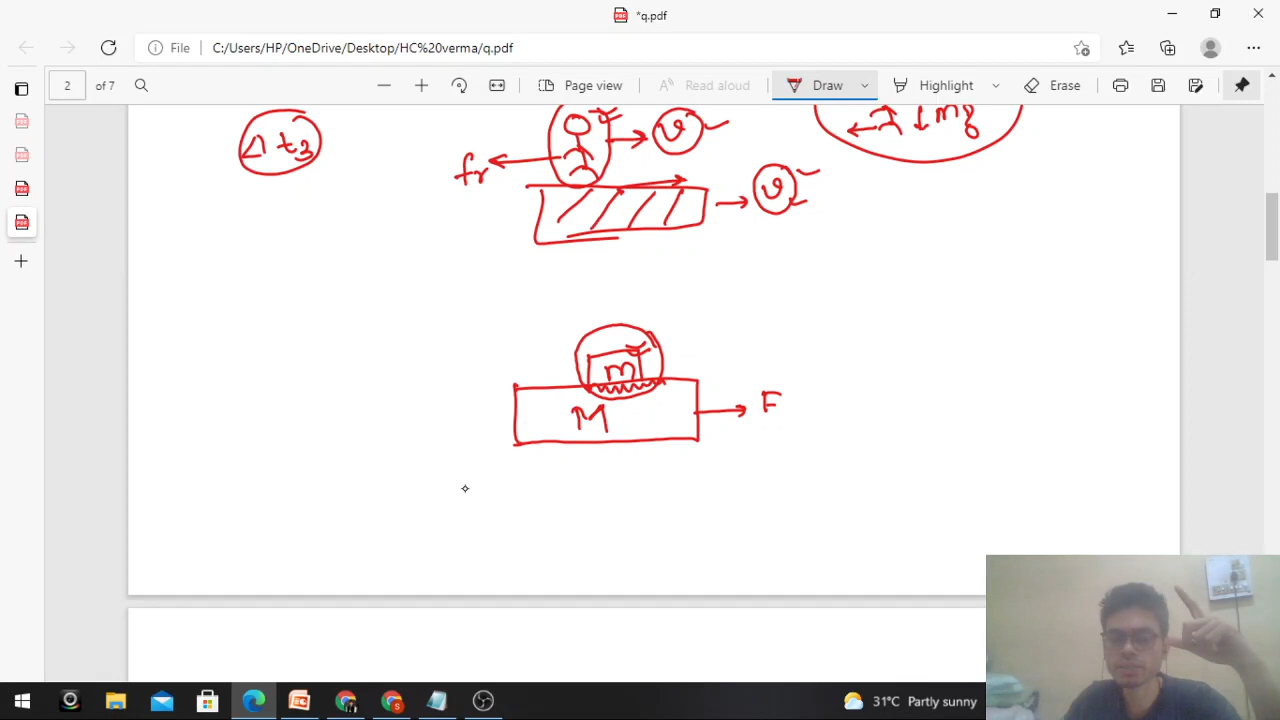 *q.pdf
File C:/Users/HP/OneDrive/Desktop/HC%20verma/q.pdf
2 of 7 Page view Read aloud Draw Highlight Erase
Δt3
v
↓mg
fr
v
m
M
F
31°C Partly sunny